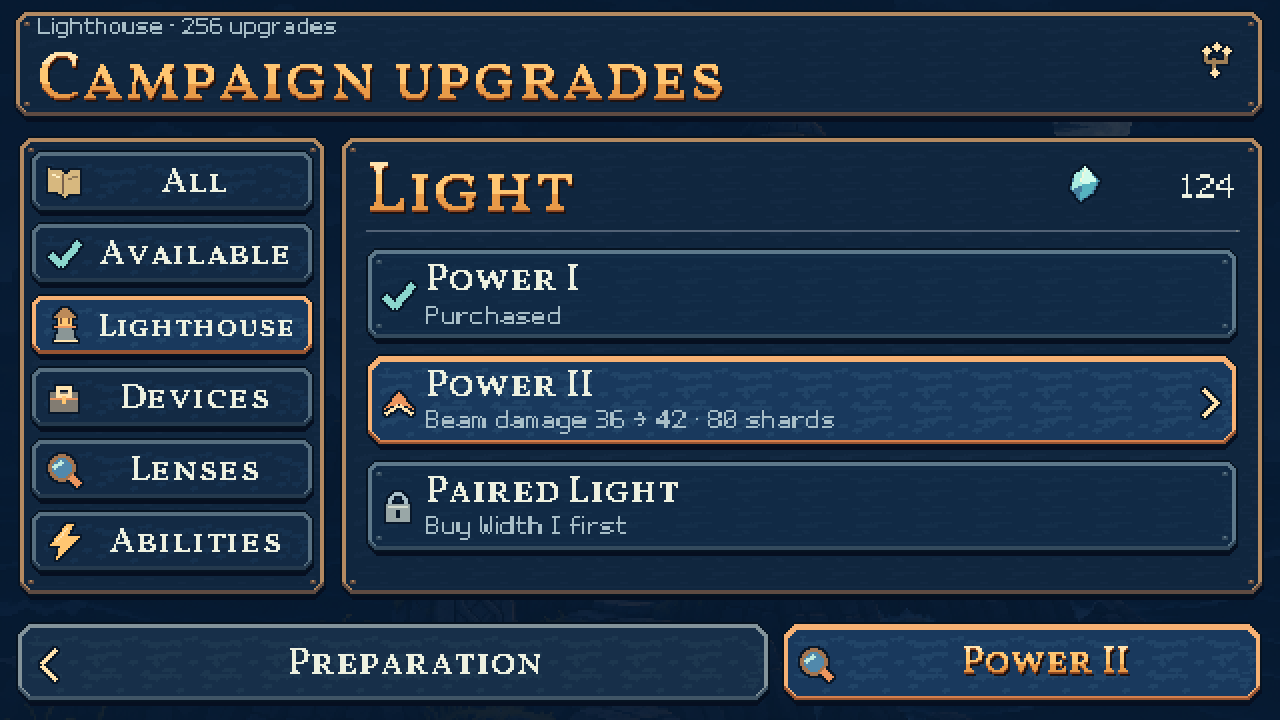 Lighthouse · 256 upgrades
Campaign upgrades
All
Available
Lighthouse
Devices
Lenses
Abilities
Light
124
Power I
Purchased
Power II
Beam damage 36 → 42 · 80 shards
Paired Light
Buy Width I first
Preparation
Power II